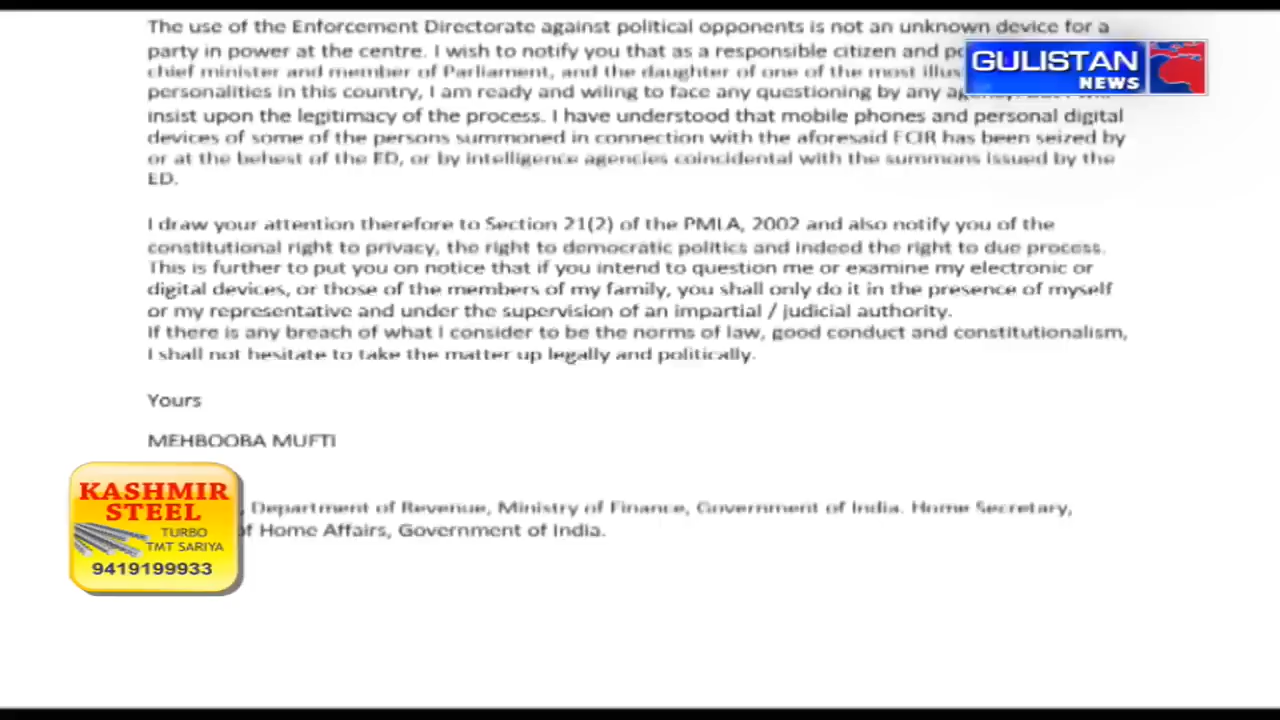 The use of the Enforcement Directorate against political opponents is not an unknown device for a
party in power at the centre. I wish to notify you that as a responsible citizen and
chief minister and member of Parliament, and the daughter of one of the most
personalities in this country, I am ready and wiling to face any questioning by any
insist upon the legitimacy of the process. I have understood that mobile phones and personal digital
devices of some of the persons summoned in connection with the aforesaid ECIR has been seized by
or at the behest of the ED, or by intelligence agencies coincidental with the summons issued by the
ED.
I draw your attention therefore to Section 21(2) of the PMLA, 2002 and also notify you of the
constitutional right to privacy, the right to democratic politics and indeed the right to due process.
This is further to put you on notice that if you intend to question me or examine my electronic or
digital devices, or those of the members of my family, you shall only do it in the presence of myself
or my representative and under the supervision of an impartial / judicial authority.
If there is any breach of what I consider to be the norms of law, good conduct and constitutionalism,
I shall not hesitate to take the matter up legally and politically.
Yours
MEHBOOBA MUFTI
, Department of Revenue, Ministry of Finance, Government of India. Home Secretary,
of Home Affairs, Government of India.
GULISTAN
NEWS
KASHMIR
STEEL
TURBO
TMT SARIYA
9419199933